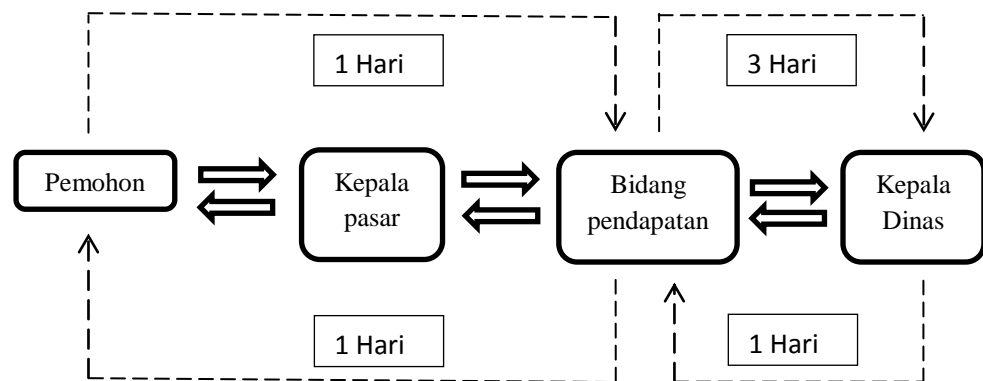 1 Hari
3 Hari
Pemohon
Kepala
pasar
Bidang
pendapatan
Kepala
Dinas
1 Hari
1 Hari